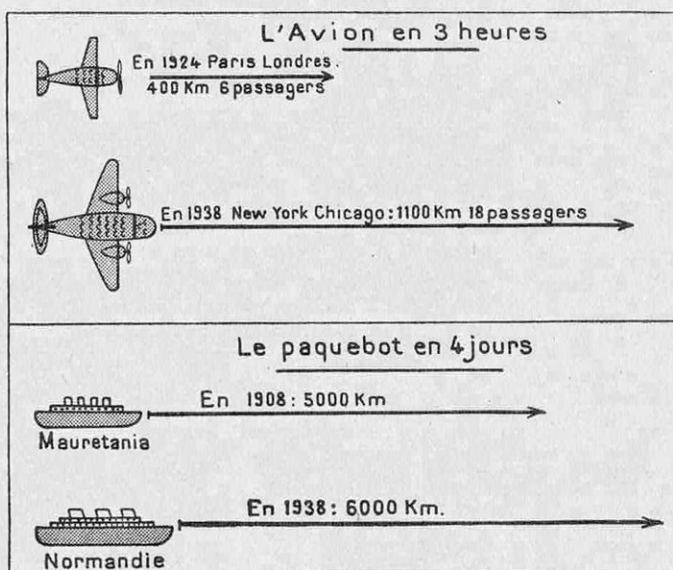 L'Avion en 3 heures
En 1924 Paris Londres.
400 Km 6 passagers
En 1938 New York Chicago : 1100 Km 18 passagers
Le paquebot en 4 jours
En 1908 : 5000 Km
Mauretania
En 1938 : 6000 Km.
Normandie